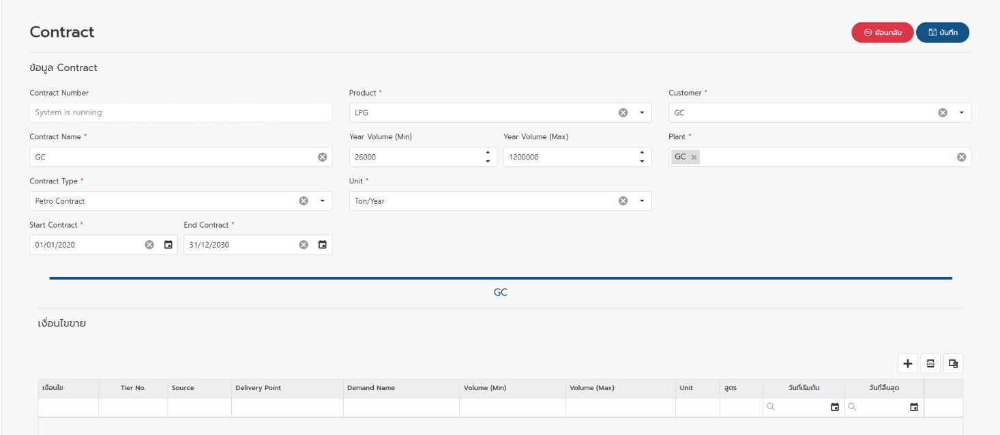 Contract
ย้อนกลับ
บันทึก
ข้อมูล Contract
Contract Number
Product *
Customer *
System is running
LPG
GC
Contract Name *
Year Volume (Min)
Year Volume (Max)
Plant *
GC
26000
1200000
GC
Contract Type *
Unit *
Petro Contract
Ton/Year
Start Contract *
End Contract *
01/01/2020
31/12/2030
GC
เงื่อนไขขาย
เงื่อนไข
Tier No.
Source
Delivery Point
Demand Name
Volume (Min)
Volume (Max)
Unit
สูตร
วันที่เริ่มต้น
วันที่สิ้นสุด